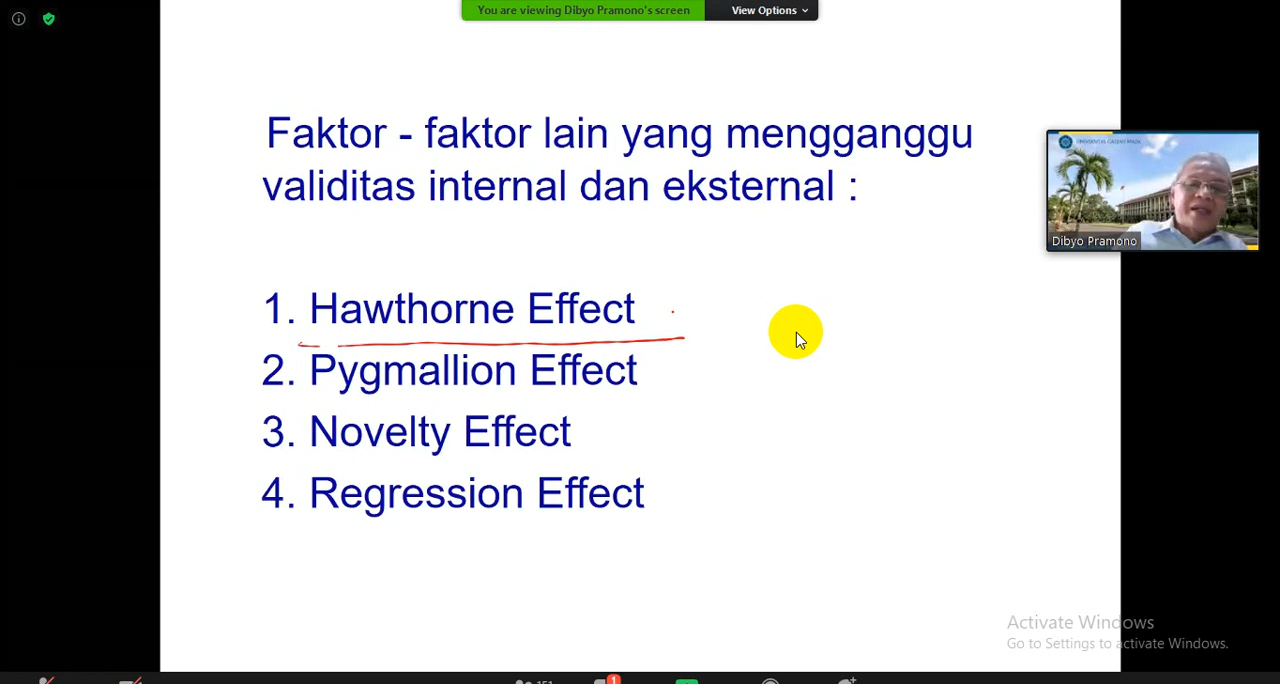 You are viewing Dibyo Pramono's screen
View Options
Faktor - faktor lain yang mengganggu
validitas internal dan eksternal :
Dibyo Pramono
1. Hawthorne Effect
2. Pygmallion Effect
3. Novelty Effect
4. Regression Effect
Activate Windows
Go to Settings to activate Windows.
151
1